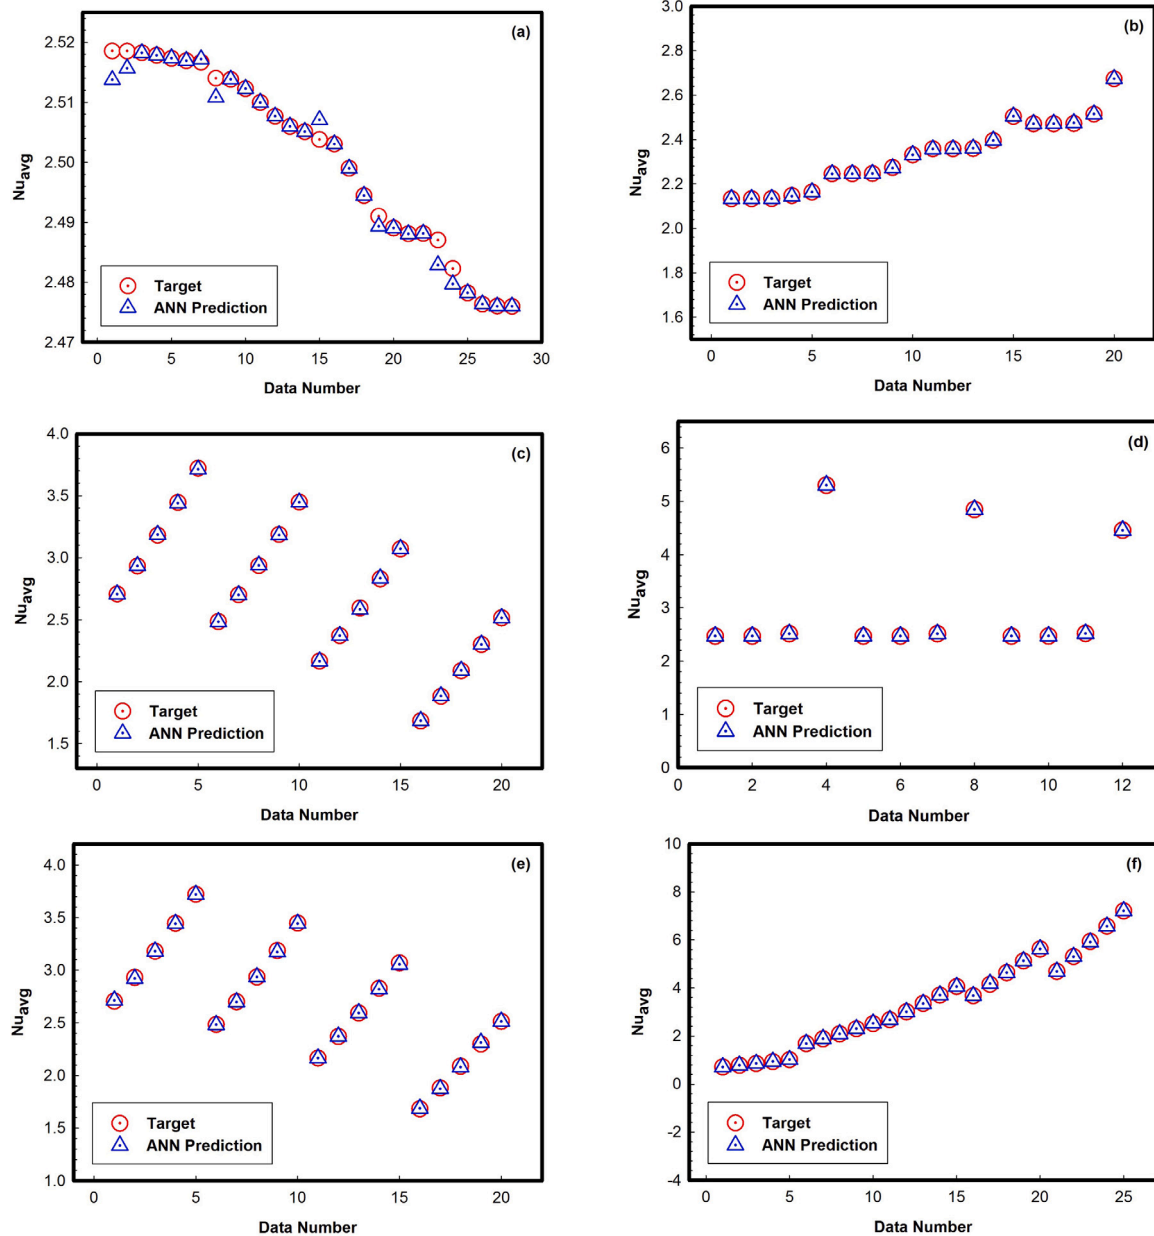 (a)
2.52
2.51
2.50
2.49
2.48
2.47
Nu_avg
Target
ANN Prediction
0 5 10 15 20 25 30
Data Number
(b)
3.0
2.8
2.6
2.4
2.2
2.0
1.8
1.6
Nu_avg
Target
ANN Prediction
0 5 10 15 20
Data Number
(c)
4.0
3.5
3.0
2.5
2.0
1.5
Nu_avg
Target
ANN Prediction
0 5 10 15 20
Data Number
(d)
6
5
4
3
2
1
0
Nu_avg
Target
ANN Prediction
0 2 4 6 8 10 12
Data Number
(e)
4.0
3.5
3.0
2.5
2.0
1.5
1.0
Nu_avg
Target
ANN Prediction
0 5 10 15 20
Data Number
(f)
10
8
6
4
2
0
-2
-4
Nu_avg
Target
ANN Prediction
0 5 10 15 20 25
Data Number